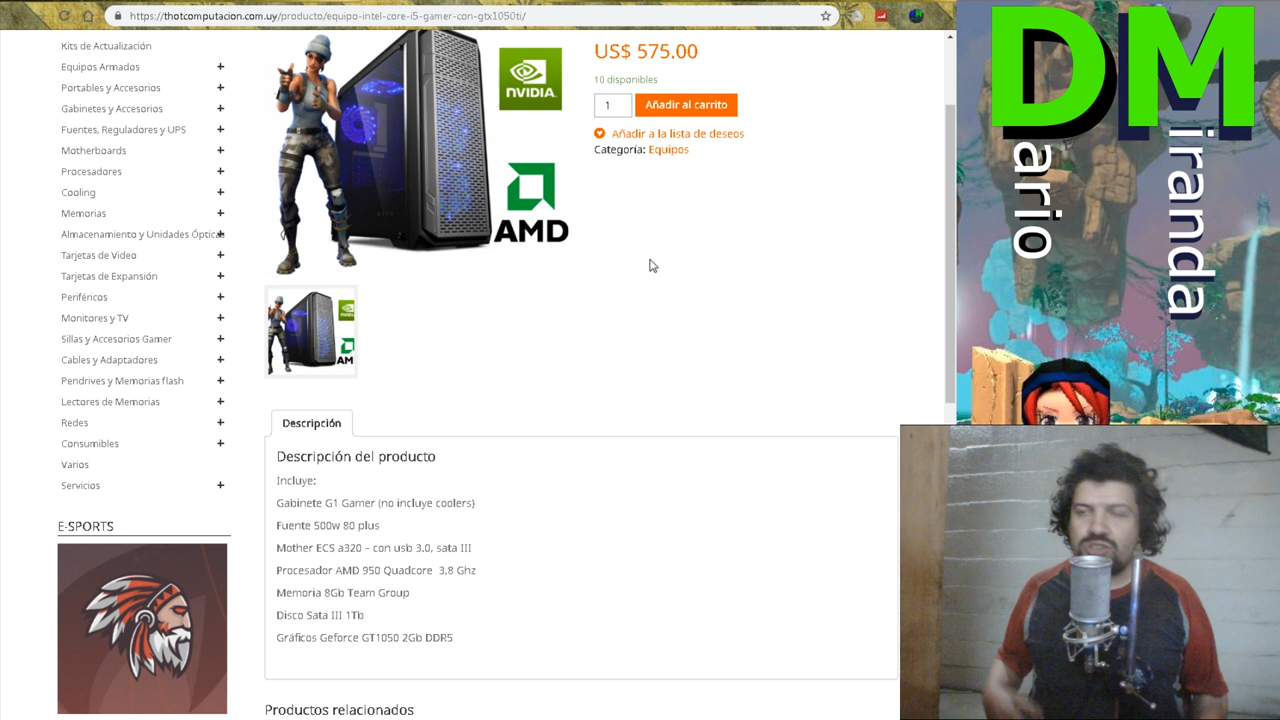 https://thotcomputacion.com.uy/producto/equipo-intel-core-i5-gamer-con-gtx1050ti/
Kits de Actualización
Equipos Armados +
Portables y Accesorios +
Gabinetes y Accesorios +
Fuentes, Reguladores y UPS +
Motherboards +
Procesadores +
Cooling +
Memorias +
Almacenamiento y Unidades Ópticas +
Tarjetas de Video +
Tarjetas de Expansión +
Periféricos +
Monitores y TV +
Sillas y Accesorios Gamer +
Cables y Adaptadores +
Pendrives y Memorias flash +
Lectores de Memorias +
Redes +
Consumibles +
Varios
Servicios +
E-SPORTS
NVIDIA.
AMD
US$ 575.00
10 disponibles
1 Añadir al carrito
Añadir a la lista de deseos
Categoría: Equipos
AM
Descripción
Descripción del producto
Incluye:
Gabinete G1 Gamer (no incluye coolers)
Fuente 500w 80 plus
Mother ECS a320 – con usb 3.0, sata III
Procesador AMD 950 Quadcore 3,8 Ghz
Memoria 8Gb Team Group
Disco Sata III 1Tb
Gráficos Geforce GT1050 2Gb DDR5
Productos relacionados
Dario
Miranda